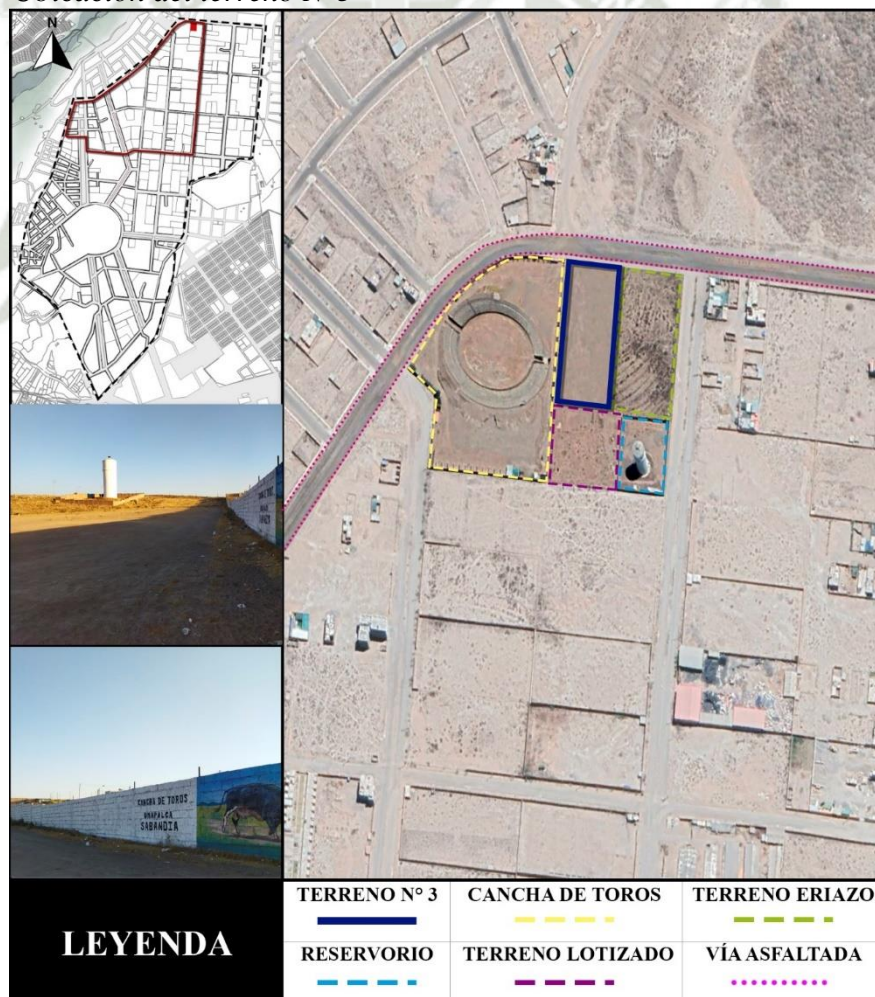 Ubicación del terreno N°3
N
CANCHA DE TOROS
UMAPALCA
SABANDIA
LEYENDA
TERRENO N° 3
CANCHA DE TOROS
TERRENO ERIAZO
RESERVORIO
TERRENO LOTIZADO
VÍA ASFALTADA